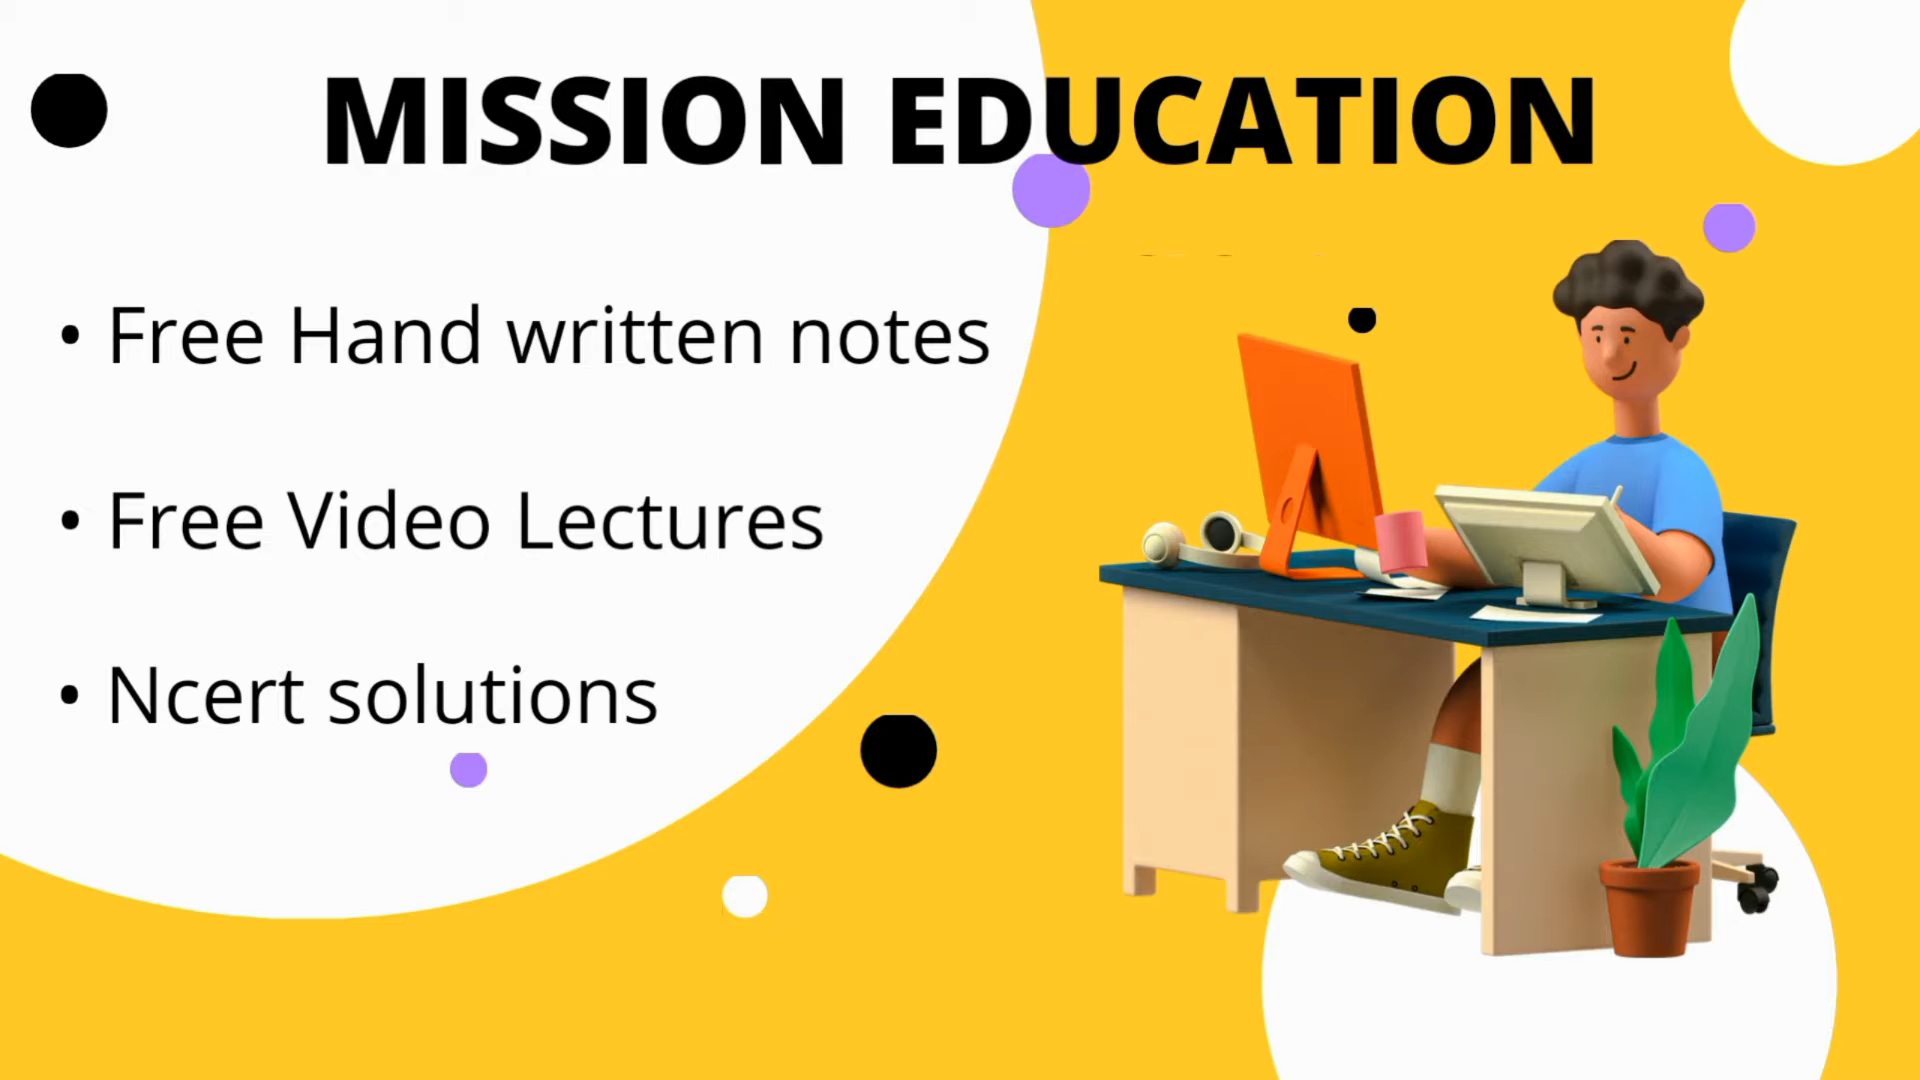 MISSION EDUCATION
• Free Hand written notes
• Free Video Lectures
• Ncert solutions